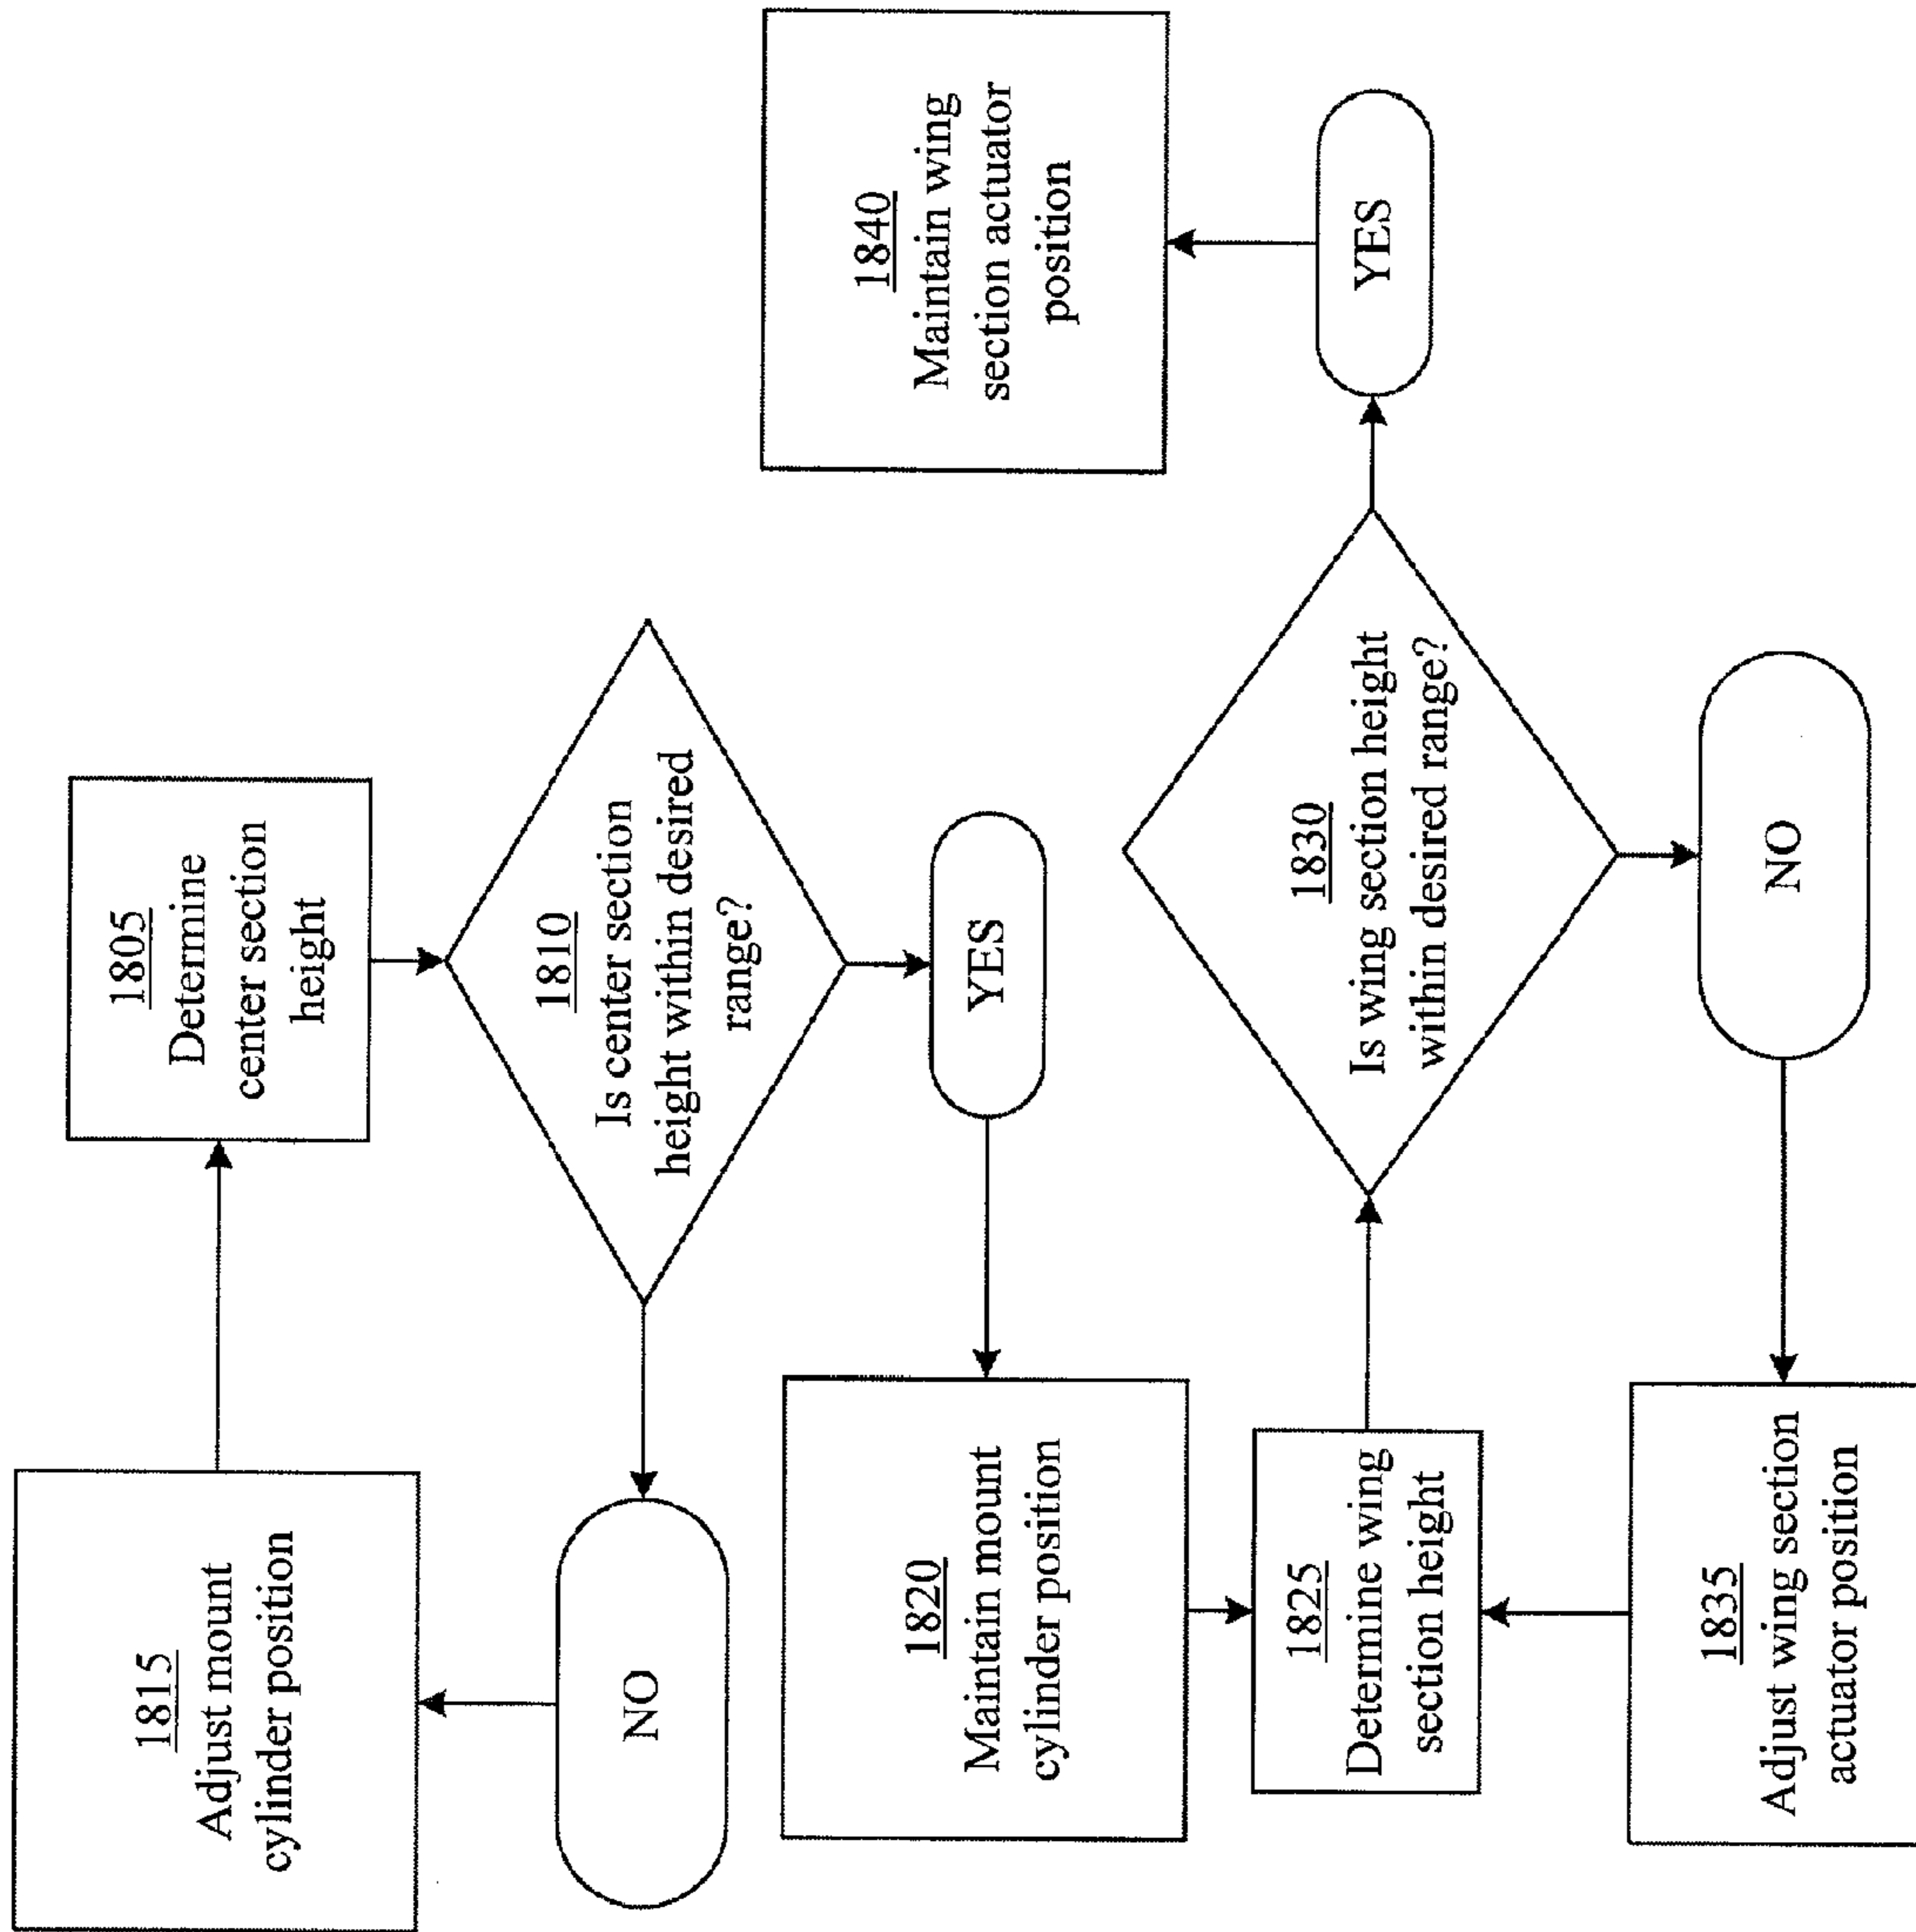 1805
Determine
center section
height
1810
Is center section
height within desired
range?
NO
1815
Adjust mount
cylinder position
YES
1820
Maintain mount
cylinder position
1825
Determine wing
section height
1830
Is wing section height
within desired range?
NO
1835
Adjust wing section
actuator position
YES
1840
Maintain wing
section actuator
position